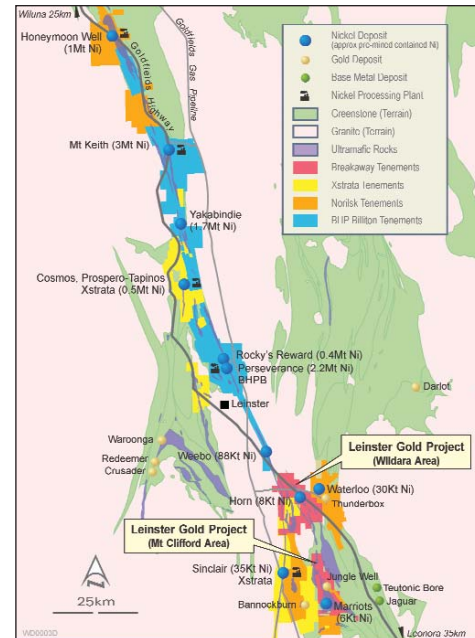 Wiluna 25km
Honeymoon Well
(1Mt Ni)
Goldfields
Highway
Goldfields
Gas Pipeline
Mt Keith (3Mt Ni)
Yakabindie
(1.7Mt Ni)
Cosmos, Prospero-Tapinos
Xstrata (0.5Mt Ni)
Rocky's Reward (0.4Mt Ni)
Perseverance (2.2Mt Ni)
BHPB
Leinster
Darlot
Waroonga
Redeemer
Crusader
Weebo (88Kt Ni)
Leinster Gold Project
(Wildara Area)
Horn (8Kt Ni)
Waterloo (30Kt Ni)
Thunderbox
Leinster Gold Project
(Mt Clifford Area)
Sinclair (35Kt Ni)
Xstrata
Jungle Well
Teutonic Bore
Jaguar
Bannockburn
Marriots
(6Kt Ni)
25km
WD0003D
Leonora 35km
Nickel Deposit
(approx pre-mined contained Ni)
Gold Deposit
Base Metal Deposit
Nickel Processing Plant
Greenstone (Terrain)
Granite (Terrain)
Ultramafic Rocks
Breakaway Tenements
Xstrata Tenements
Norilsk Tenements
BHP Billiton Tenements